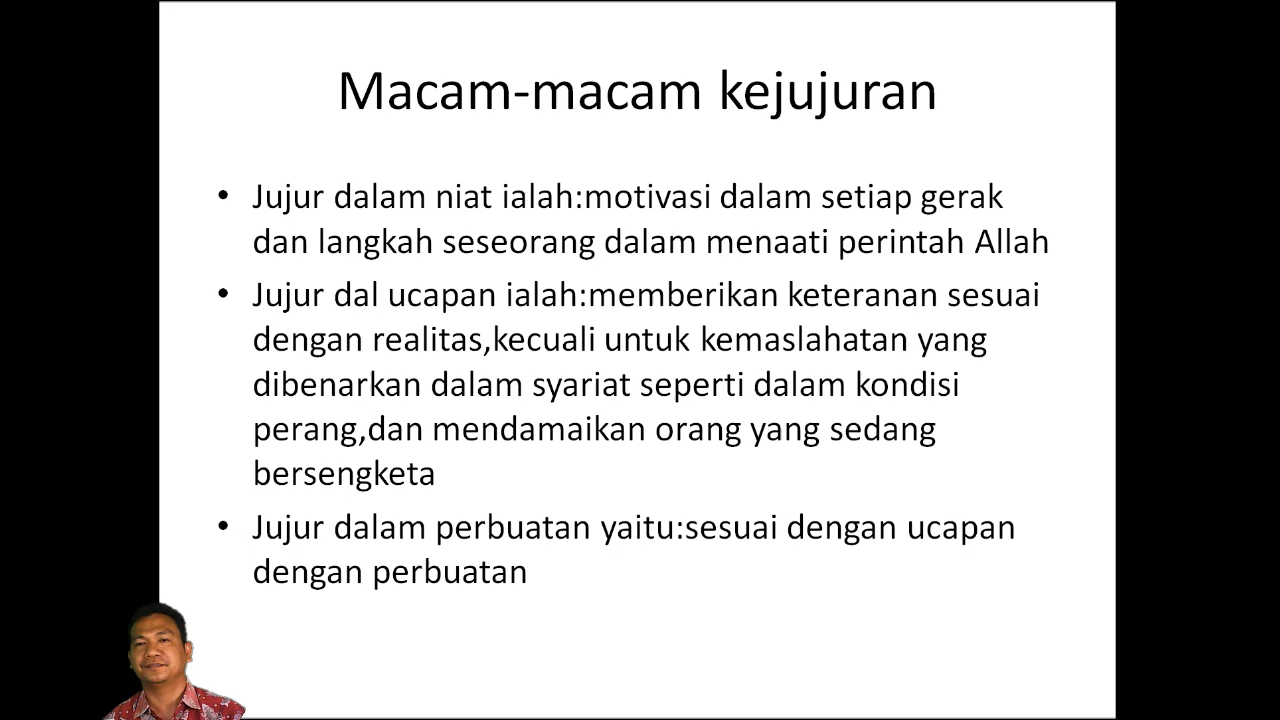 Macam-macam kejujuran
• Jujur dalam niat ialah:motivasi dalam setiap gerak
dan langkah seseorang dalam menaati perintah Allah
• Jujur dal ucapan ialah:memberikan keteranan sesuai
dengan realitas,kecuali untuk kemaslahatan yang
dibenarkan dalam syariat seperti dalam kondisi
perang,dan mendamaikan orang yang sedang
bersengketa
• Jujur dalam perbuatan yaitu:sesuai dengan ucapan
dengan perbuatan